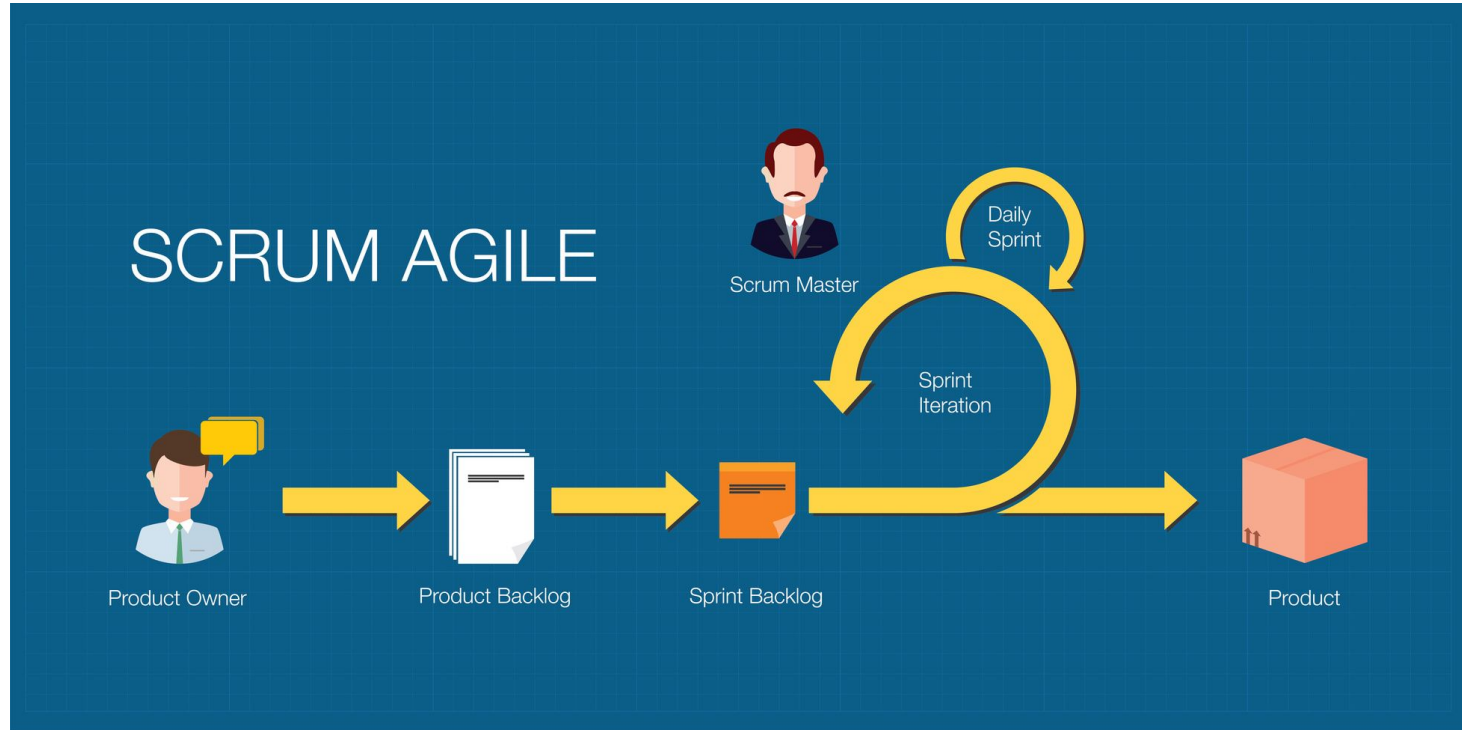 SCRUM AGILE
Scrum Master
Daily
Sprint
Sprint
Iteration
Product Owner
Product Backlog
Sprint Backlog
Product